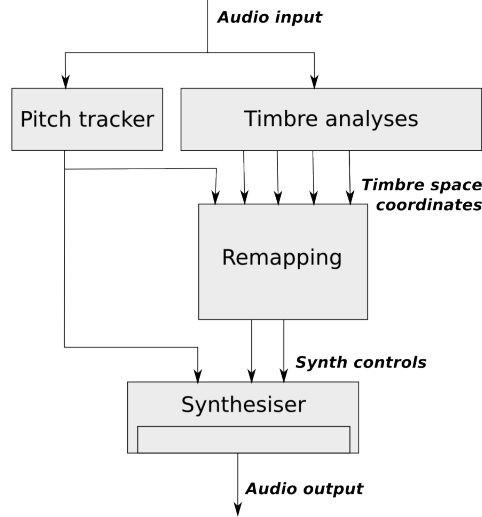 Audio input
Pitch tracker
Timbre analyses
Timbre space
coordinates
Remapping
Synth controls
Synthesiser
Audio output